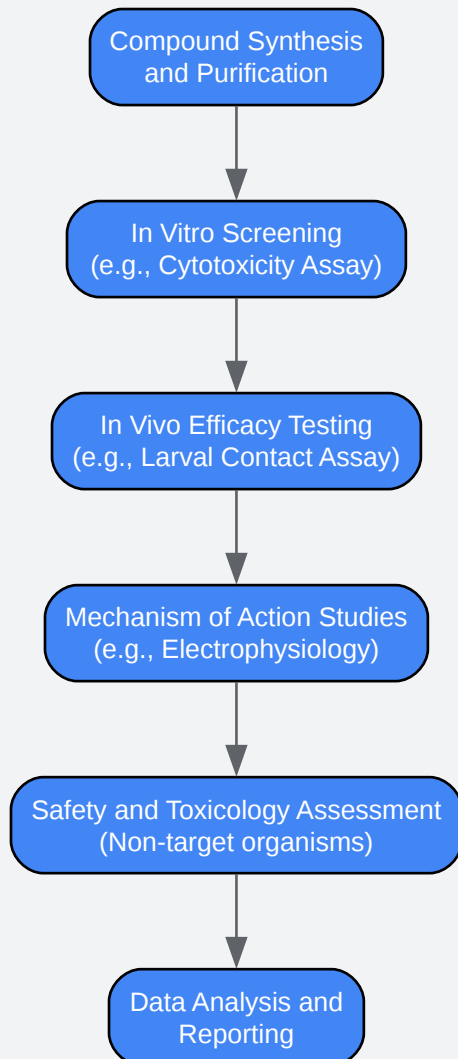 Compound Synthesis
and Purification
In Vitro Screening
(e.g., Cytotoxicity Assay)
In Vivo Efficacy Testing
(e.g., Larval Contact Assay)
Mechanism of Action Studies
(e.g., Electrophysiology)
Safety and Toxicology Assessment
(Non-target organisms)
Data Analysis and
Reporting